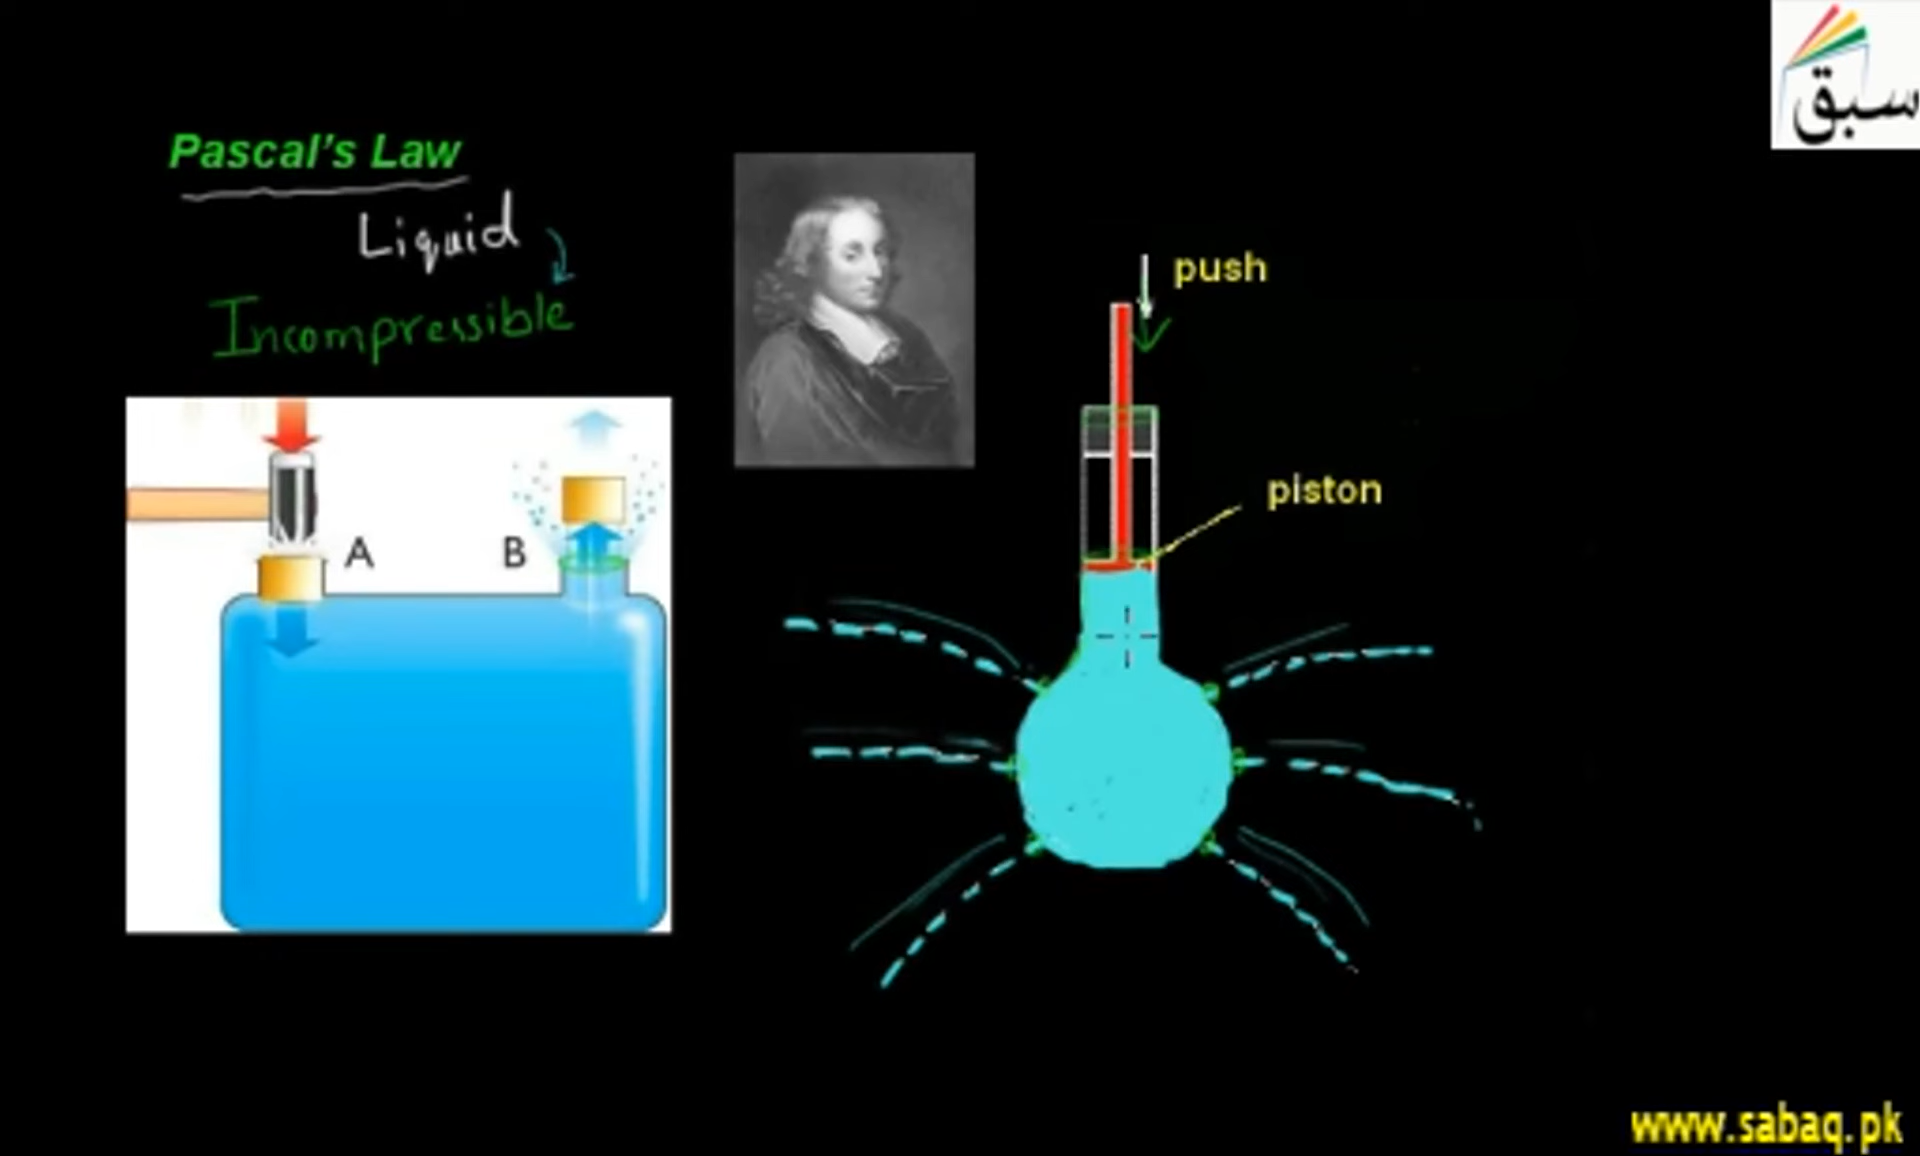 سبق
Pascal's Law
Liquid
Incompressible
push
piston
A
B
www.sabaq.pk